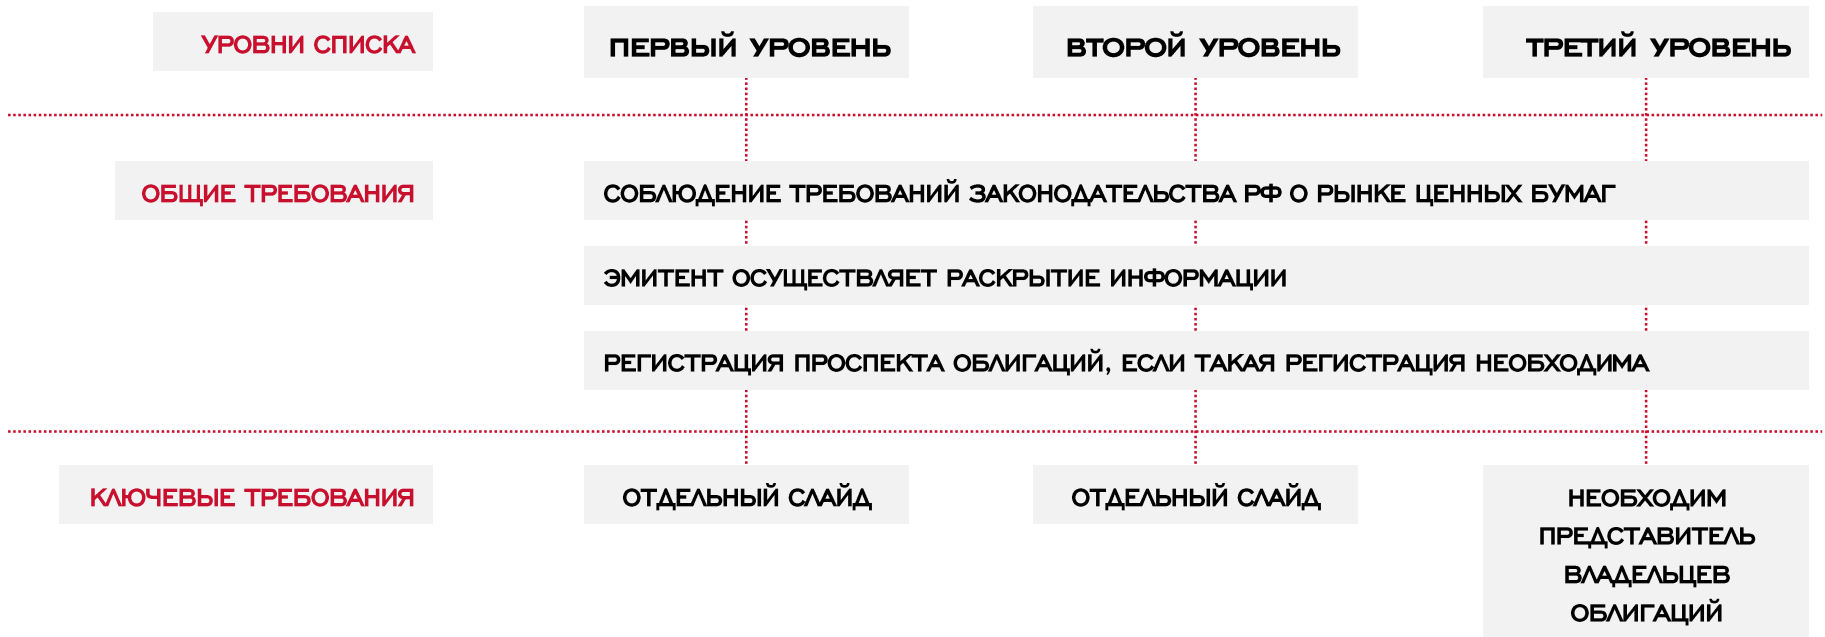 УРОВНИ СПИСКА
ПЕРВЫЙ УРОВЕНЬ
ВТОРОЙ УРОВЕНЬ
ТРЕТИЙ УРОВЕНЬ
ОБЩИЕ ТРЕБОВАНИЯ
СОБЛЮДЕНИЕ ТРЕБОВАНИЙ ЗАКОНОДАТЕЛЬСТВА РФ О РЫНКЕ ЦЕННЫХ БУМАГ
ЭМИТЕНТ ОСУЩЕСТВЛЯЕТ РАСКРЫТИЕ ИНФОРМАЦИИ
РЕГИСТРАЦИЯ ПРОСПЕКТА ОБЛИГАЦИЙ, ЕСЛИ ТАКАЯ РЕГИСТРАЦИЯ НЕОБХОДИМА
КЛЮЧЕВЫЕ ТРЕБОВАНИЯ
ОТДЕЛЬНЫЙ СЛАЙД
ОТДЕЛЬНЫЙ СЛАЙД
НЕОБХОДИМ
ПРЕДСТАВИТЕЛЬ
ВЛАДЕЛЬЦЕВ
ОБЛИГАЦИЙ